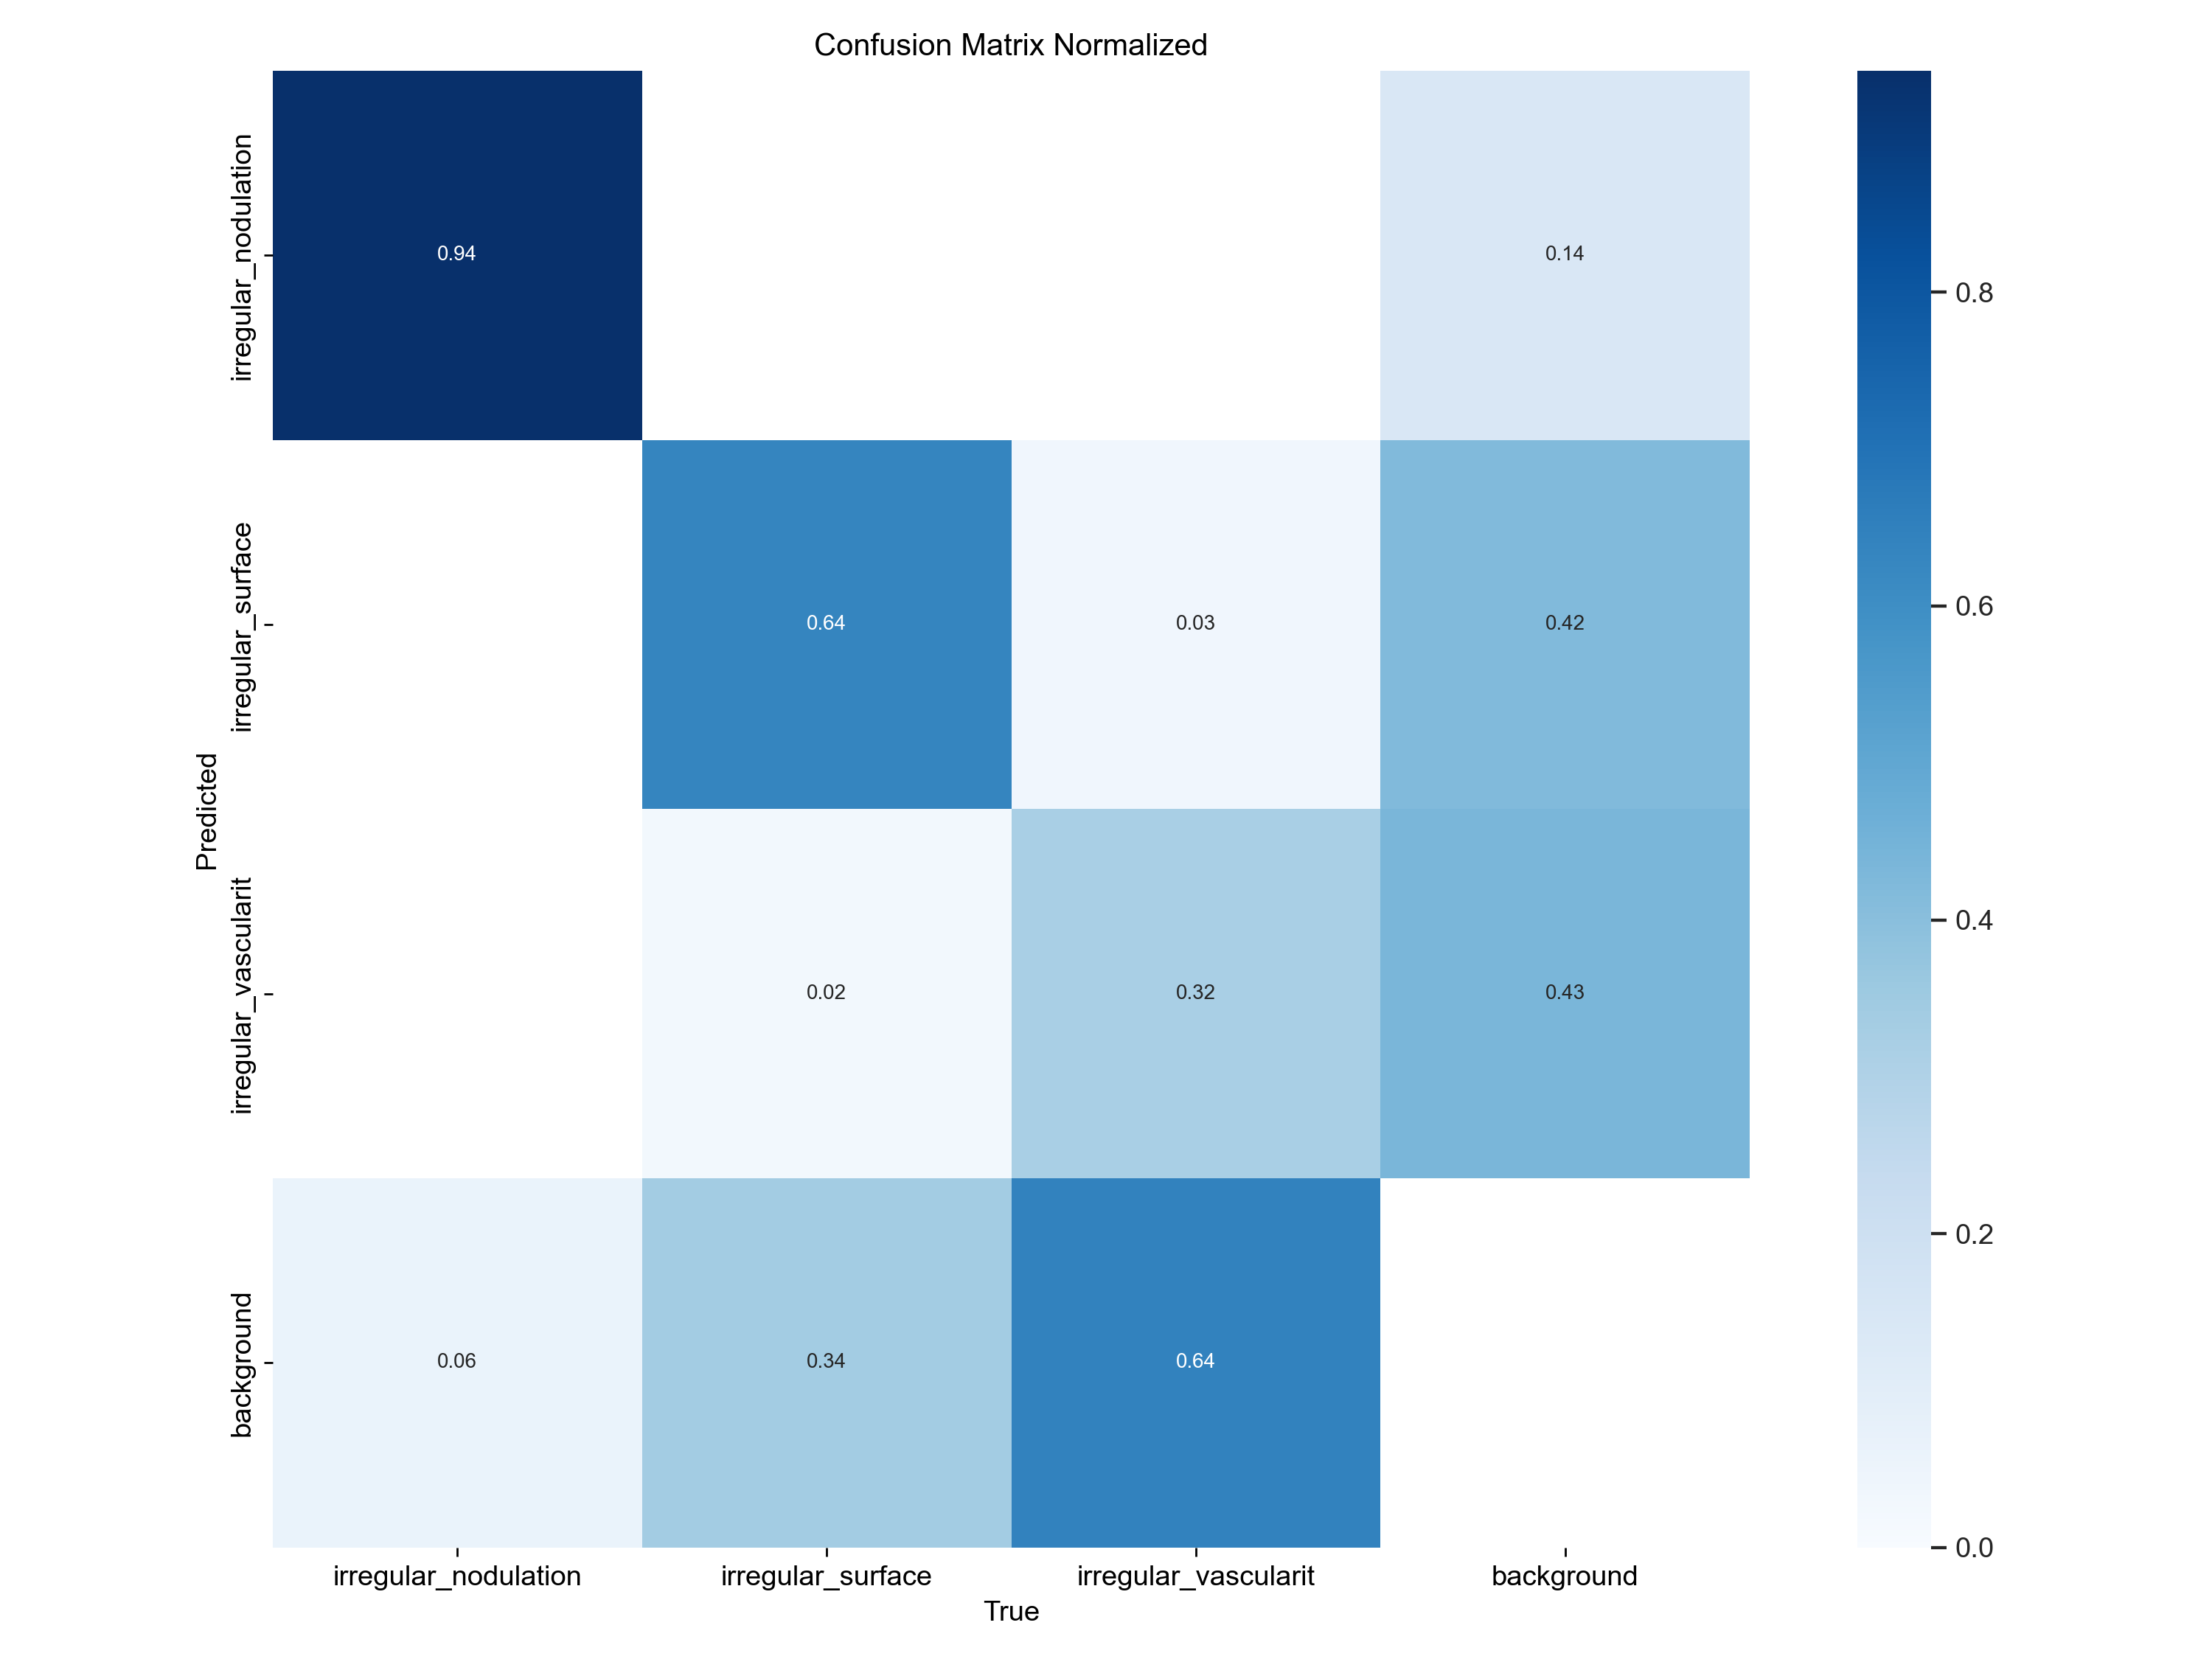 Confusion Matrix Normalized
irregular_nodulation
0.94
0.14
0.8
irregular_surface
0.64
0.03
0.42
0.6
Predicted
irregular_vascularit
0.02
0.32
0.43
0.4
0.2
background
0.06
0.34
0.64
0.0
irregular_nodulation
irregular_surface
irregular_vascularit
background
True